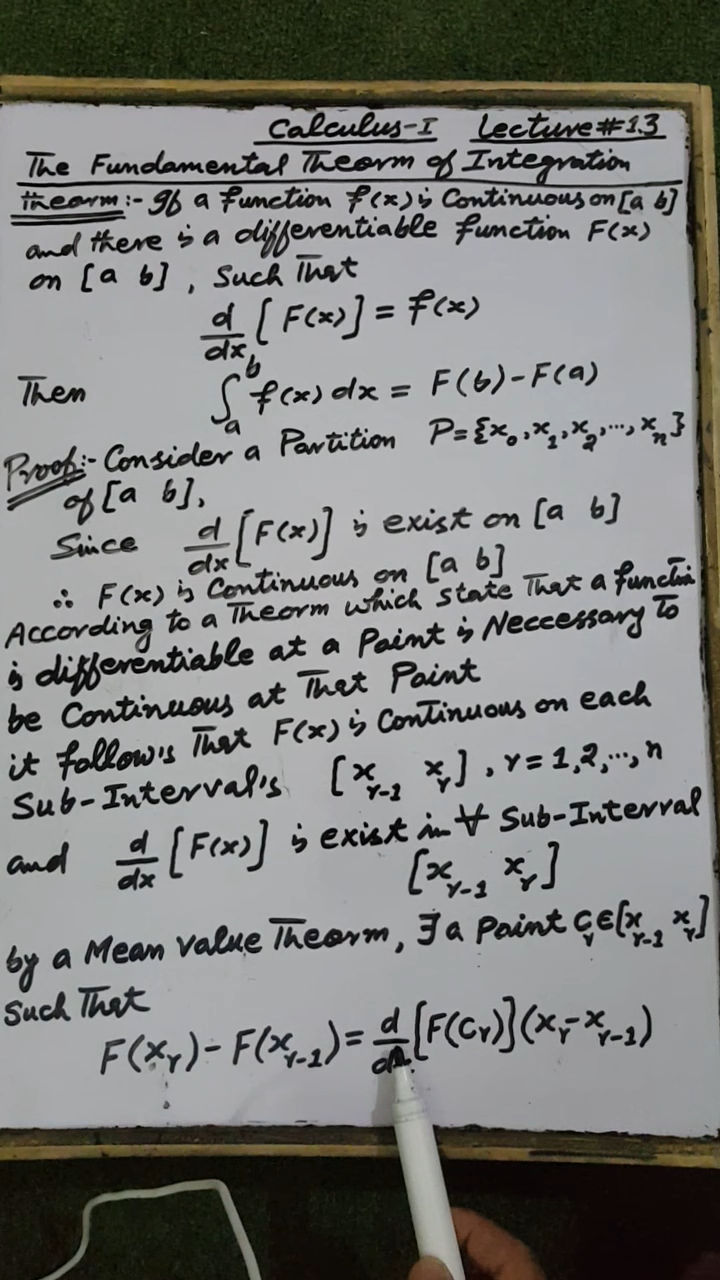 Calculus-I Lecture#13
The Fundamental Theorm of Integration
theorm:- If a function f(x) is Continuous on [a b]
and there is a differentiable function F(x)
on [a b], Such That
d/dx [F(x)] = f(x)
Then ∫_a^b f(x) dx = F(b)-F(a)
Proof:- Consider a Partition P={x₀,x₁,x₂,...,xₙ}
of [a b],
Since d/dx [F(x)] is exist on [a b]
∴ F(x) is Continuous on [a b]
According to a Theorm which state That a functin
is differentiable at a Paint is Neccessary To
be Continuous at That Paint
it follow's That F(x) is Continuous on each
Sub-Interval's [x_{r-1} x_r], r=1,2,...,n
and d/dx [F(x)] is exist in ∀ Sub-Interval
[x_{r-1} x_r]
by a Mean value Theorm, ∃ a Paint C_r∈[x_{r-1} x_r]
Such That
F(x_r)-F(x_{r-1})=d/dx[F(C_r)](x_r-x_{r-1})